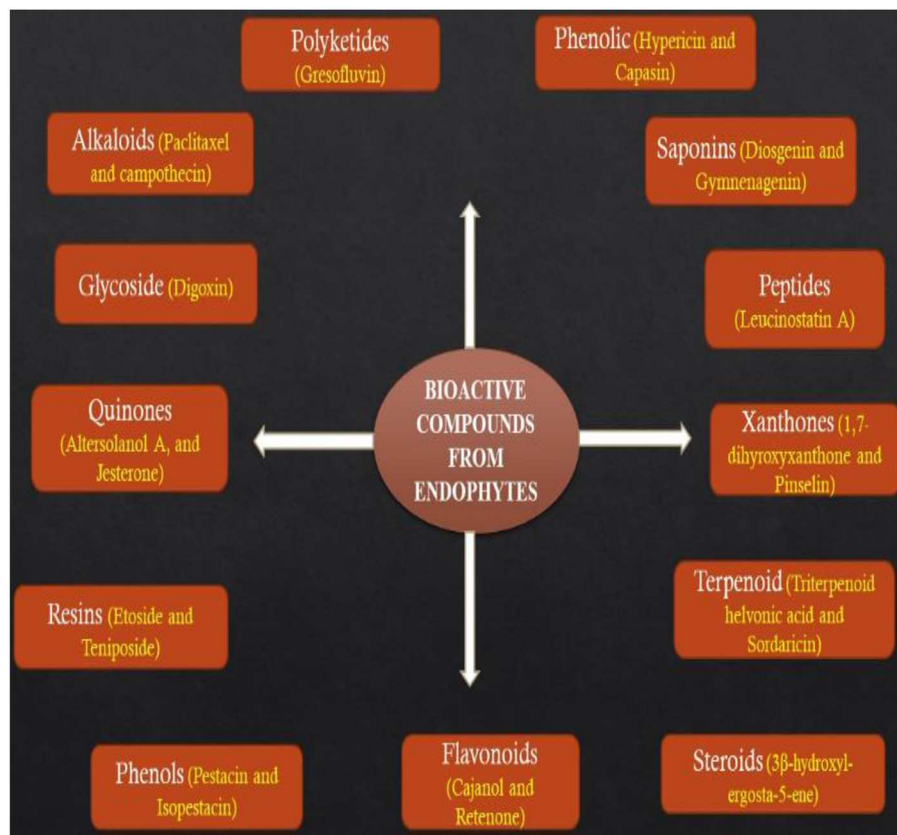 Polyketides
(Gresofluvin)
Phenolic (Hypericin and
Capasin)
Alkaloids (Paclitaxel
and campothecin)
Saponins (Diosgenin and
Gymnenagenin)
Glycoside (Digoxin)
Peptides
(Leucinostatin A)
BIOACTIVE
COMPOUNDS
FROM
ENDOPHYTES
Quinones
(Altersolanol A, and
Jesterone)
Xanthones (1,7-
dihyroxyxanthone and
Pinselin)
Resins (Etoside and
Teniposide)
Terpenoid (Triterpenoid
helvonic acid and
Sordaricin)
Phenols (Pestacin and
Isopestacin)
Flavonoids
(Cajanol and
Retenone)
Steroids (3β-hydroxyl-
ergosta-5-ene)